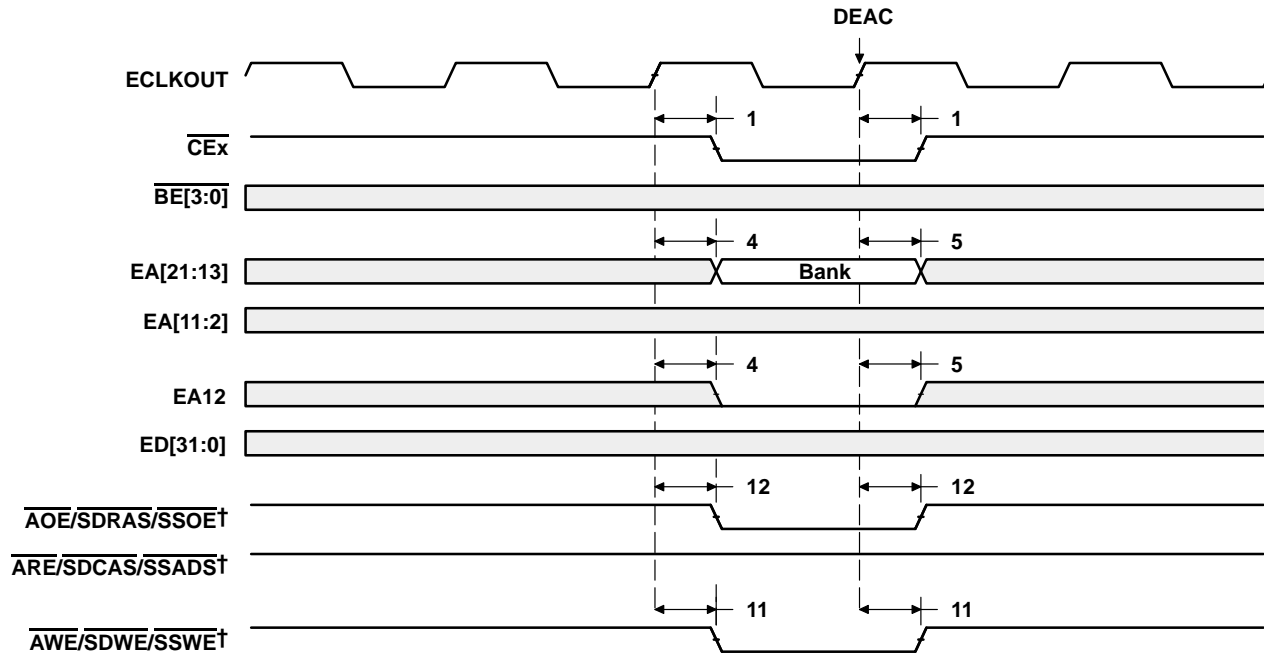 DEAC
ECLKOUT
1 1
CEx
BE[3:0]
4 5
EA[21:13] Bank
EA[11:2]
4 5
EA12
ED[31:0]
12 12
AOE/SDRAS/SSOE†
ARE/SDCAS/SSADS†
11 11
AWE/SDWE/SSWE†